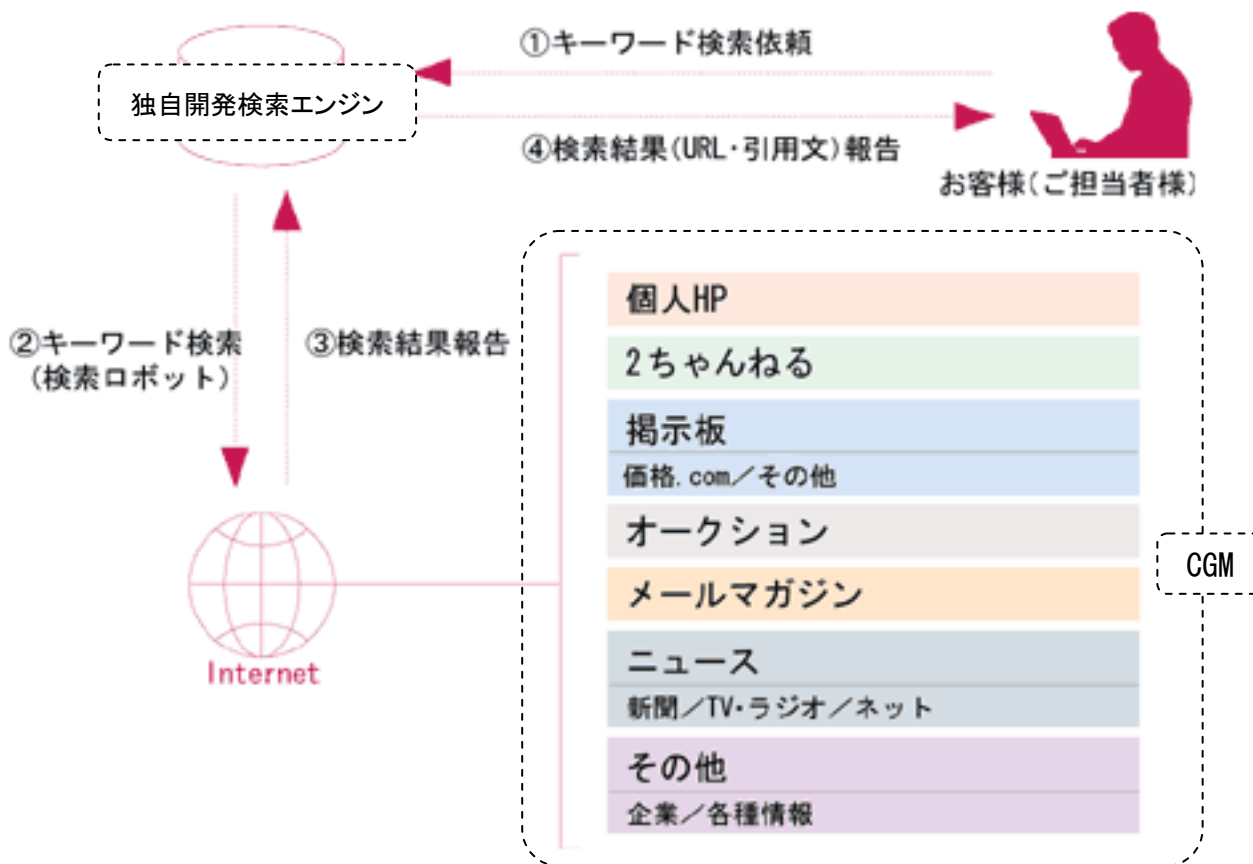 ①キーワード検索依頼
独自開発検索エンジン
④検索結果(URL・引用文)報告
お客様(ご担当者様)
②キーワード検索
(検索ロボット)
③検索結果報告
Internet
個人HP
2ちゃんねる
掲示板
価格.com/その他
オークション
メールマガジン
ニュース
新聞/TV・ラジオ/ネット
その他
企業/各種情報
CGM